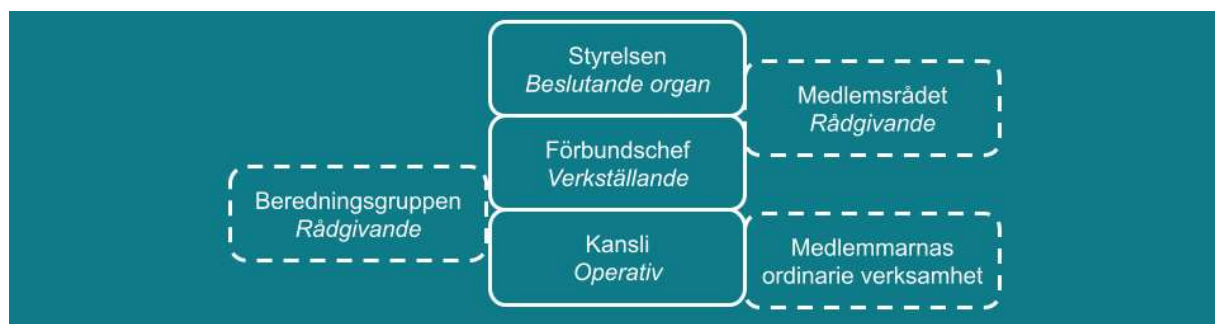 Styrelsen
Beslutande organ
Medlemsrådet
Rådgivande
Förbundschef
Verkställande
Beredningsgruppen
Rådgivande
Kansli
Operativ
Medlemmarnas
ordinarie verksamhet